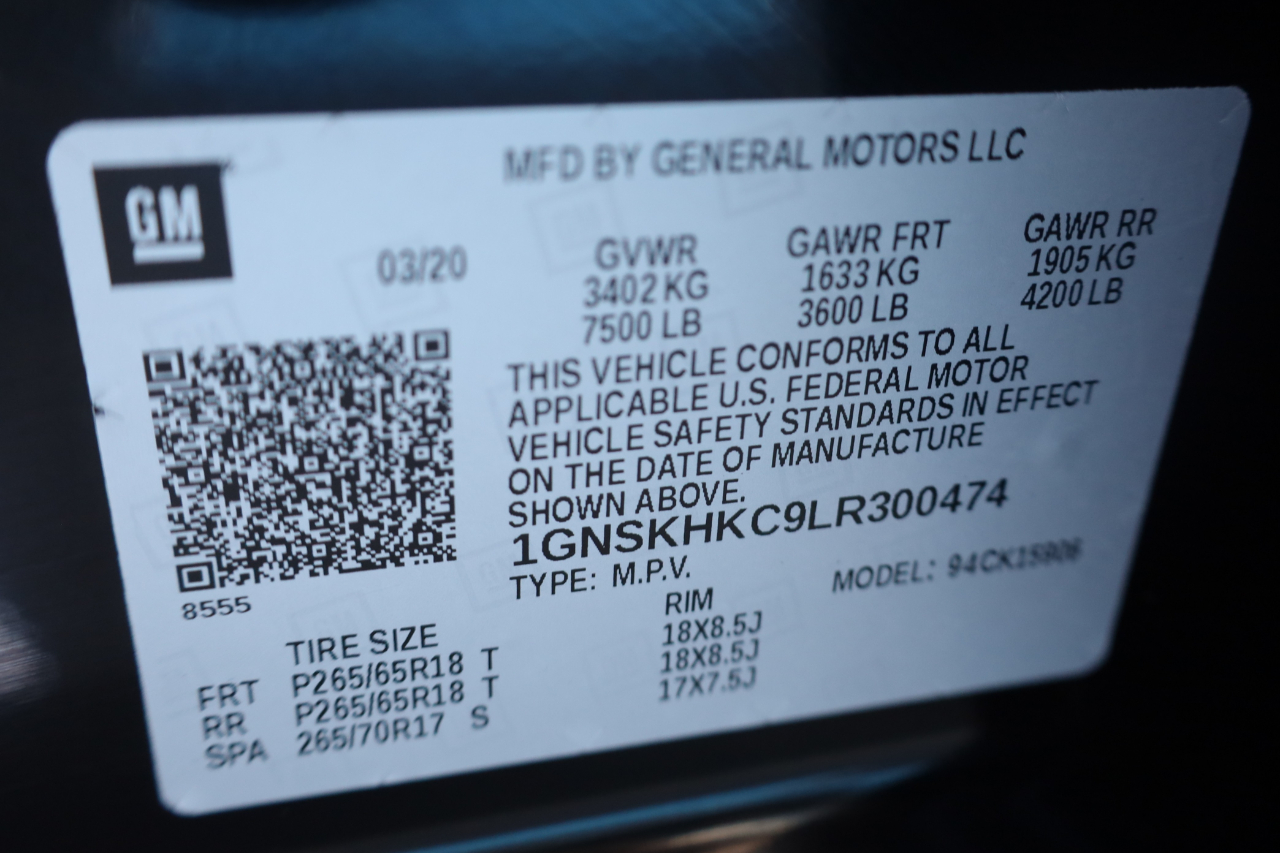 GM
MFD BY GENERAL MOTORS LLC
03/20
GVWR GAWR FRT GAWR RR
3402 KG 1633 KG 1905 KG
7500 LB 3600 LB 4200 LB
THIS VEHICLE CONFORMS TO ALL
APPLICABLE U.S. FEDERAL MOTOR
VEHICLE SAFETY STANDARDS IN EFFECT
ON THE DATE OF MANUFACTURE
SHOWN ABOVE.
1GNSKHKC9LR300474
TYPE: M.P.V. MODEL: 94CK15906
8555
TIRE SIZE RIM
FRT P265/65R18 T 18X8.5J
RR P265/65R18 T 18X8.5J
SPA 265/70R17 S 17X7.5J